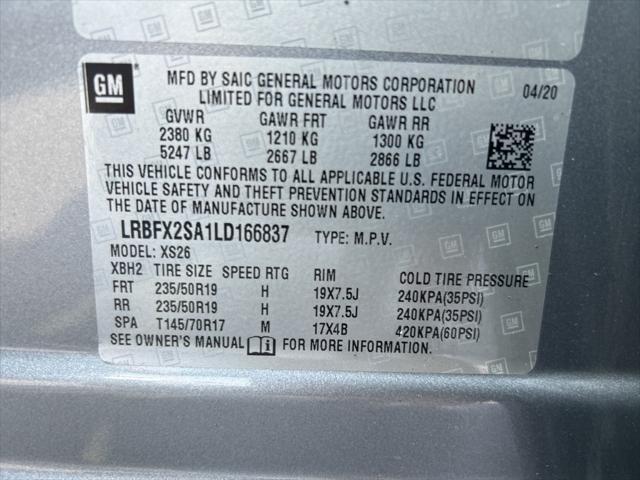 GM
MFD BY SAIC GENERAL MOTORS CORPORATION
LIMITED FOR GENERAL MOTORS LLC
04/20
GVWR GAWR FRT GAWR RR
2380 KG 1210 KG 1300 KG
5247 LB 2667 LB 2866 LB
THIS VEHICLE CONFORMS TO ALL APPLICABLE U.S. FEDERAL MOTOR
VEHICLE SAFETY AND THEFT PREVENTION STANDARDS IN EFFECT ON
THE DATE OF MANUFACTURE SHOWN ABOVE.
LRBFX2SA1LD166837 TYPE: M.P.V.
MODEL: XS26
XBH2 TIRE SIZE SPEED RTG RIM COLD TIRE PRESSURE
FRT 235/50R19 H 19X7.5J 240KPA(35PSI)
RR 235/50R19 H 19X7.5J 240KPA(35PSI)
SPA T145/70R17 M 17X4B 420KPA(60PSI)
SEE OWNER'S MANUAL FOR MORE INFORMATION.